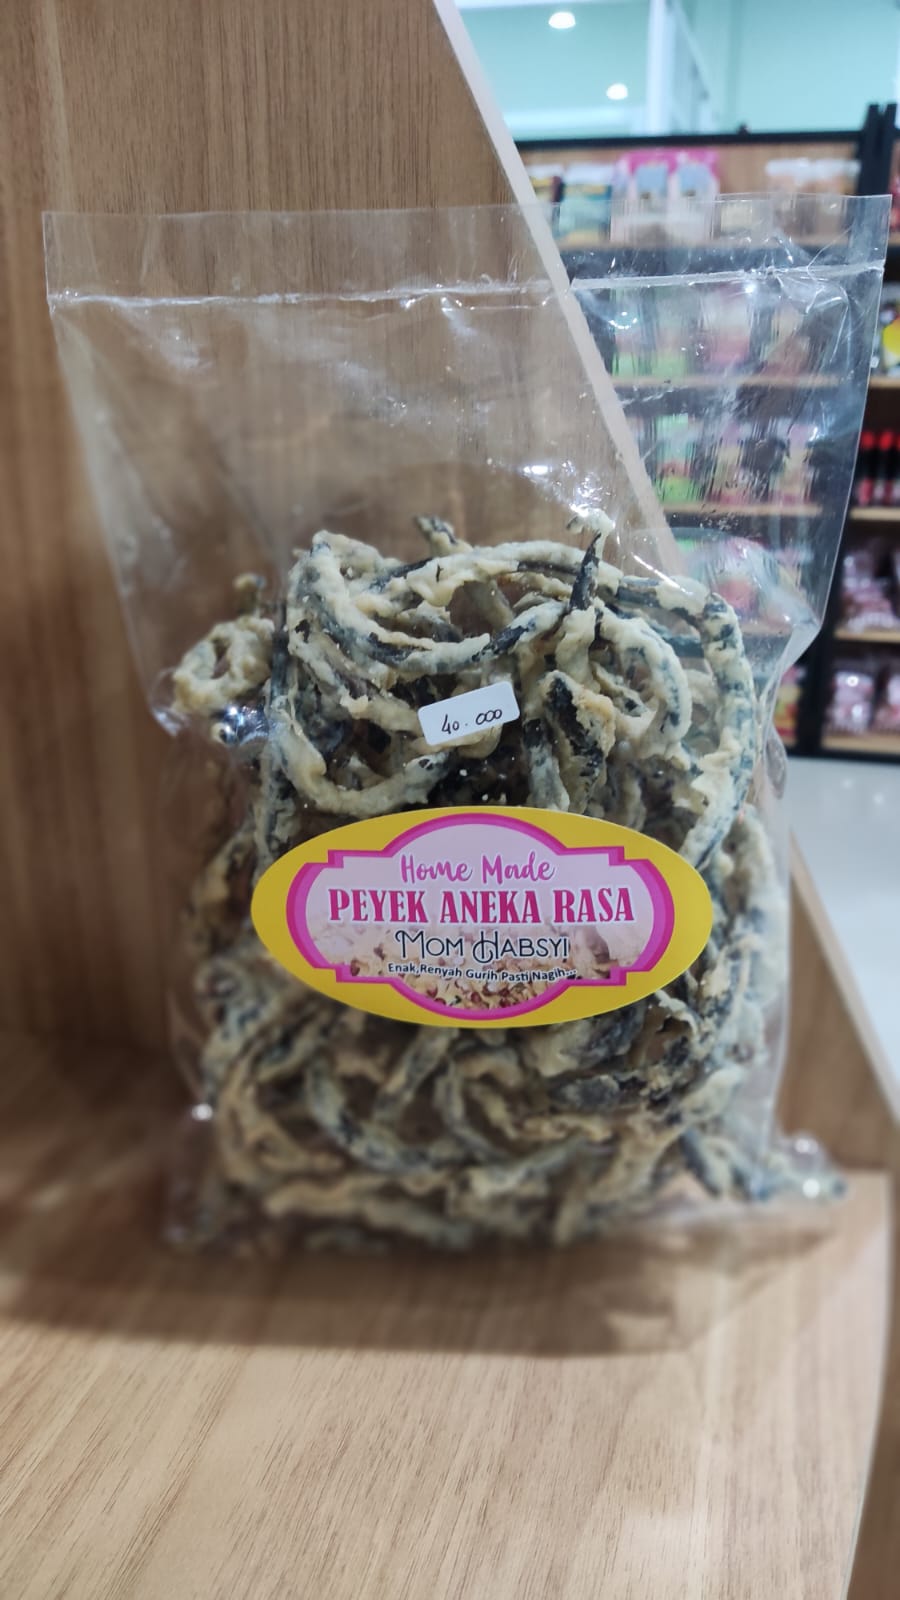 40.000
Home Made
PEYEK ANEKA RASA
MOM HABSYI
Enak,Renyah Gurih Pasti Nagih...